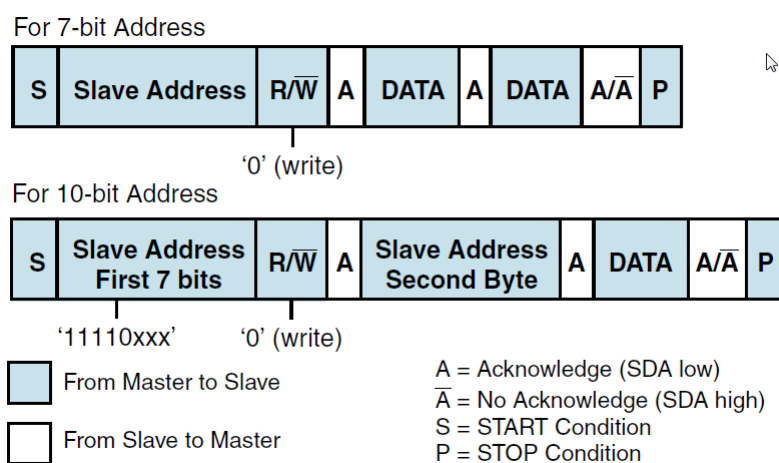 For 7-bit Address
S Slave Address R/W̅ A DATA A DATA A/A̅ P
‘0’ (write)
For 10-bit Address
S Slave Address First 7 bits R/W̅ A Slave Address Second Byte A DATA A/A̅ P
‘11110xxx’ ‘0’ (write)
From Master to Slave
From Slave to Master
A = Acknowledge (SDA low)
A̅ = No Acknowledge (SDA high)
S = START Condition
P = STOP Condition